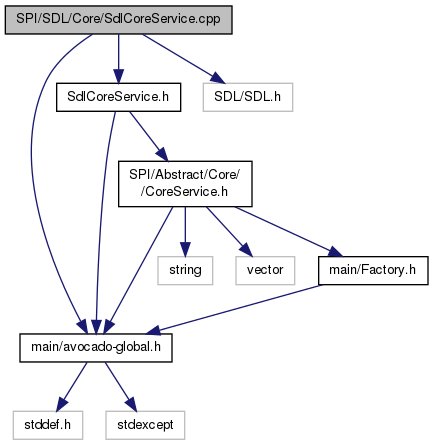 SPI/SDL/Core/SdlCoreService.cpp
SdlCoreService.h
SDL/SDL.h
SPI/Abstract/Core/
/CoreService.h
string
vector
main/Factory.h
main/avocado-global.h
stddef.h
stdexcept